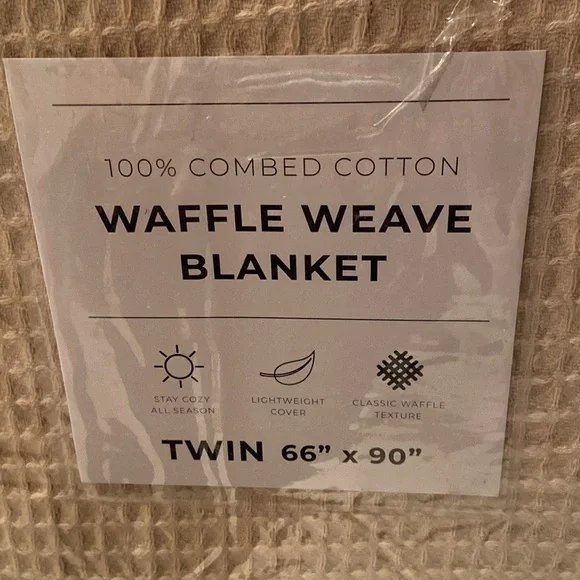 100% COMBED COTTON
WAFFLE WEAVE
BLANKET
STAY COZY
ALL SEASON
LIGHTWEIGHT
COVER
CLASSIC WAFFLE
TEXTURE
TWIN 66” x 90”